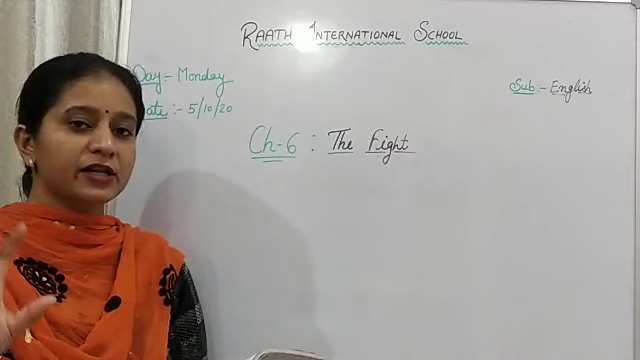 RAATH INTERNATIONAL SCHOOL
Day:- Monday
Date :- 5/10/20
Sub:- English
Ch-6 : The Fight